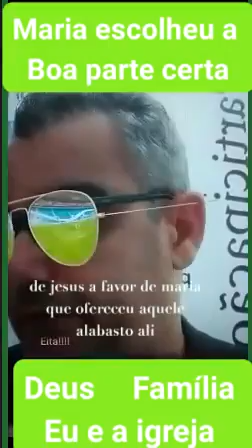 Maria escolheu a
Boa parte certa
articipação
de jesus a favor de maria
que ofereceu aquele
alabasto ali
Eita!!!!
Deus Família
Eu e a igreja